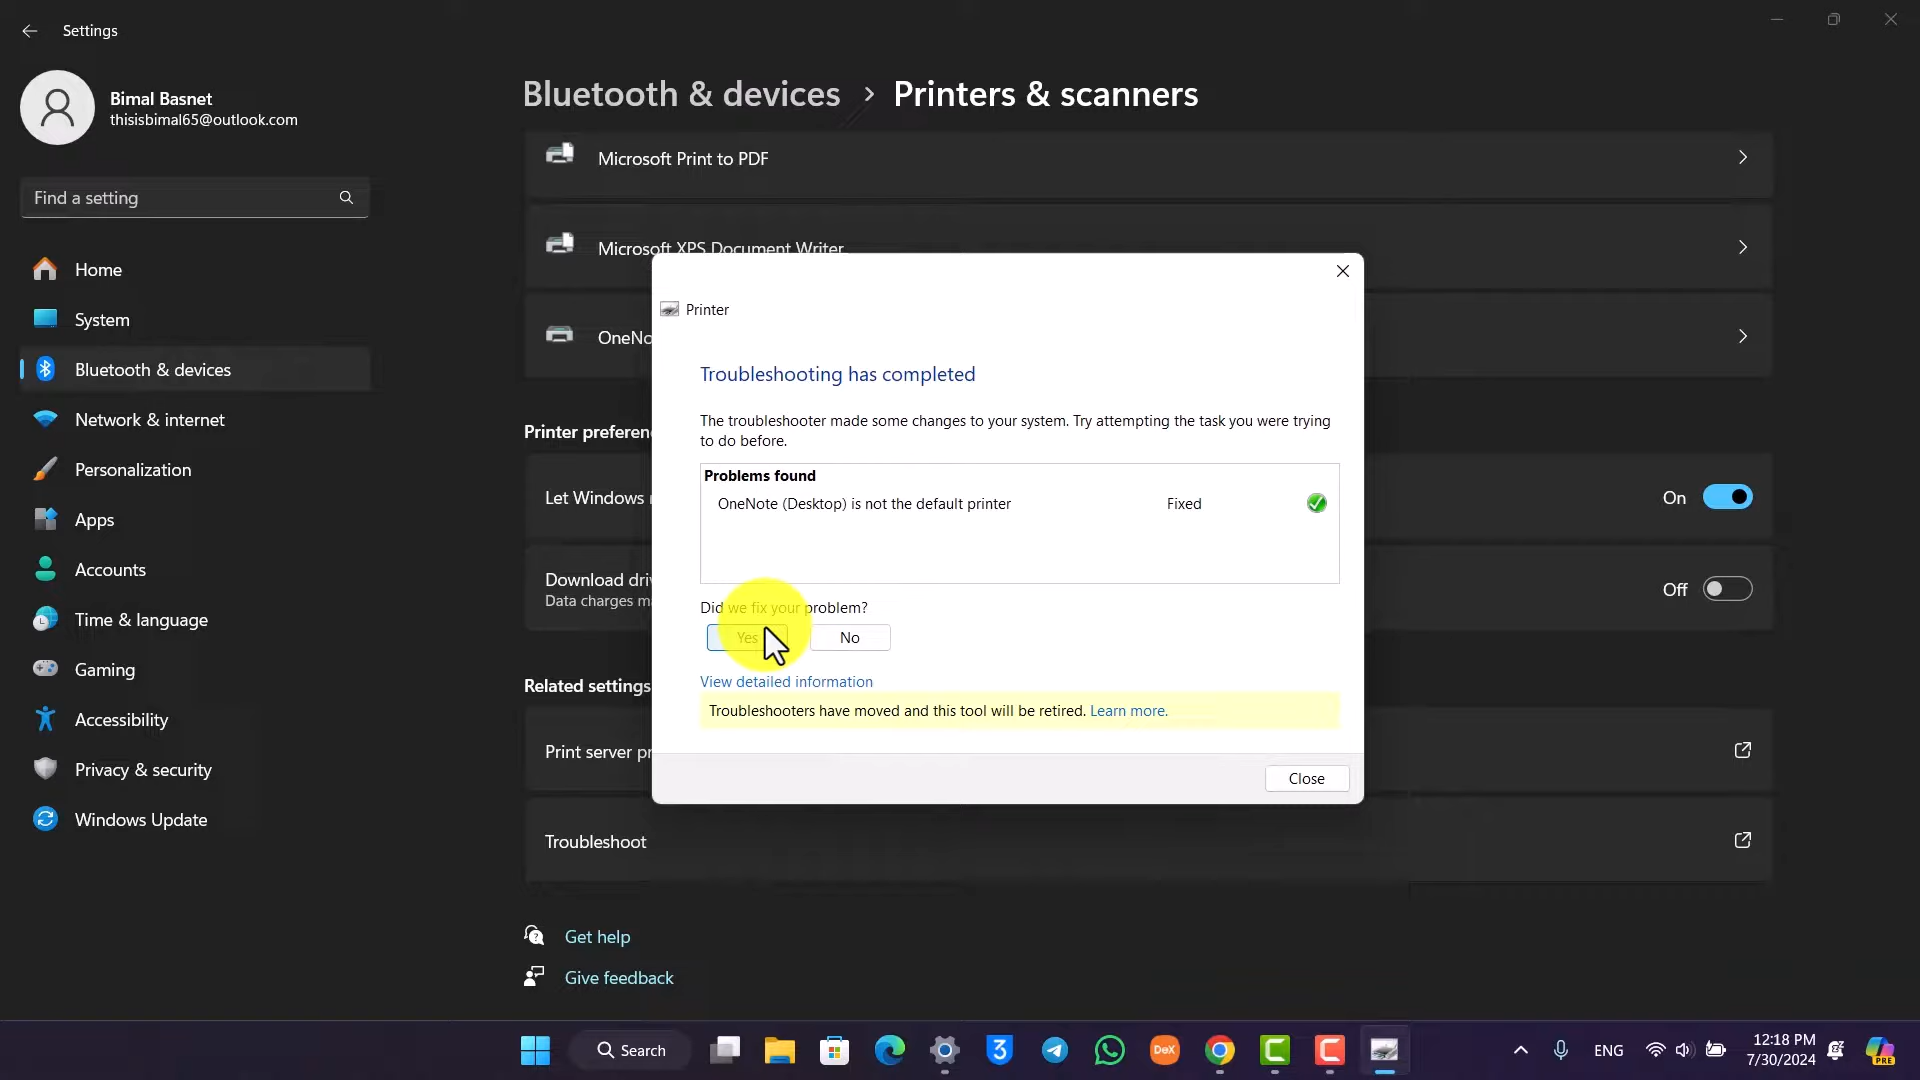 Settings
Bimal Basnet
thisisbimal65@outlook.com
Find a setting
Home
System
Bluetooth & devices
Network & internet
Personalization
Apps
Accounts
Time & language
Gaming
Accessibility
Privacy & security
Windows Update
Bluetooth & devices > Printers & scanners
Microsoft Print to PDF
Microsoft XPS Document Writer
OneNo
Printer preferen
Let Windows
On
Download dri
Data charges m
Off
Related settings
Print server pr
Troubleshoot
Get help
Give feedback
Printer
Troubleshooting has completed
The troubleshooter made some changes to your system. Try attempting the task you were trying
to do before.
Problems found
OneNote (Desktop) is not the default printer Fixed
Did we fix your problem?
Yes No
View detailed information
Troubleshooters have moved and this tool will be retired. Learn more.
Close
Search
3
DeX
ENG
12:18 PM
7/30/2024
PRE